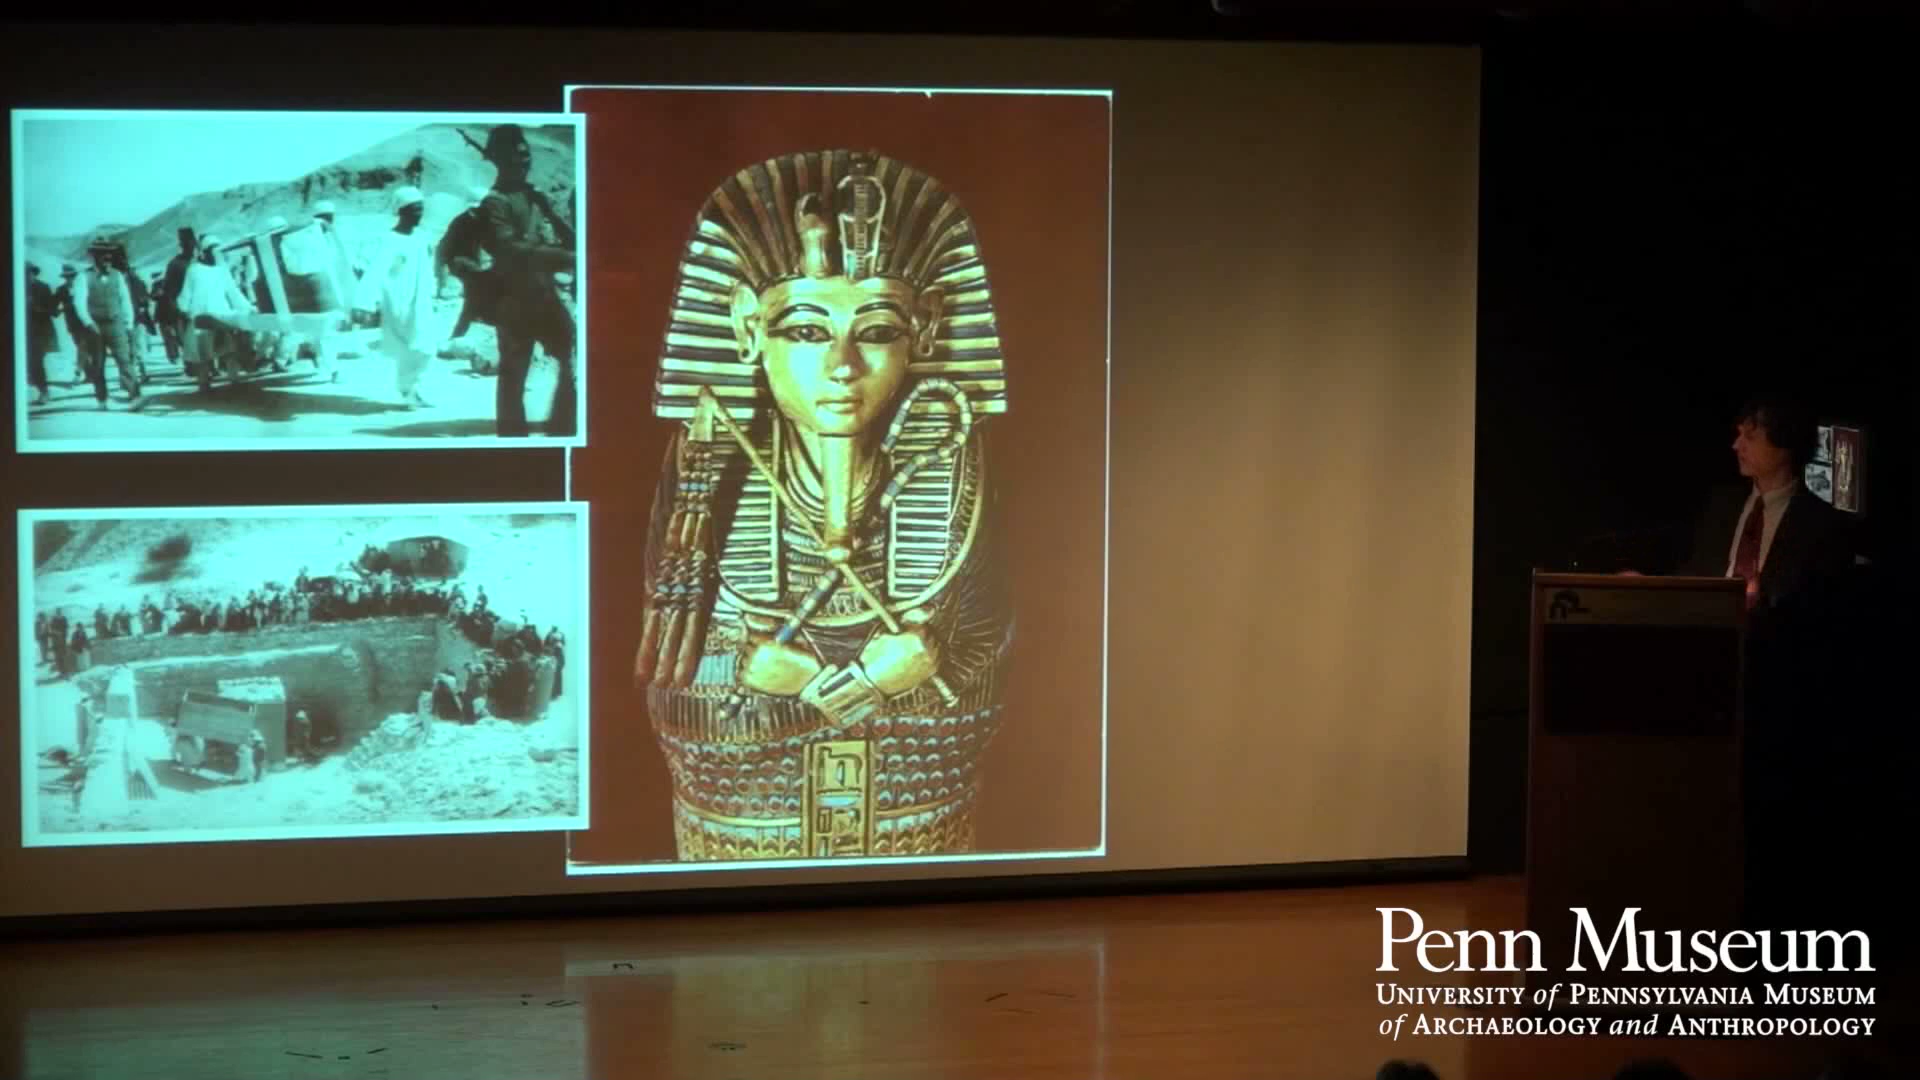 Penn Museum
UNIVERSITY of PENNSYLVANIA MUSEUM
of ARCHAEOLOGY and ANTHROPOLOGY